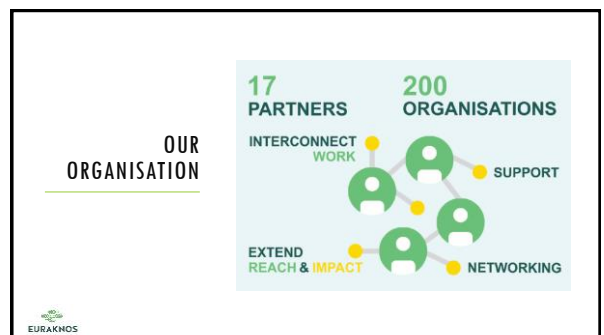 OUR
ORGANISATION
17
PARTNERS
200
ORGANISATIONS
INTERCONNECT
WORK
SUPPORT
EXTEND
REACH & IMPACT
NETWORKING
EURAKNOS